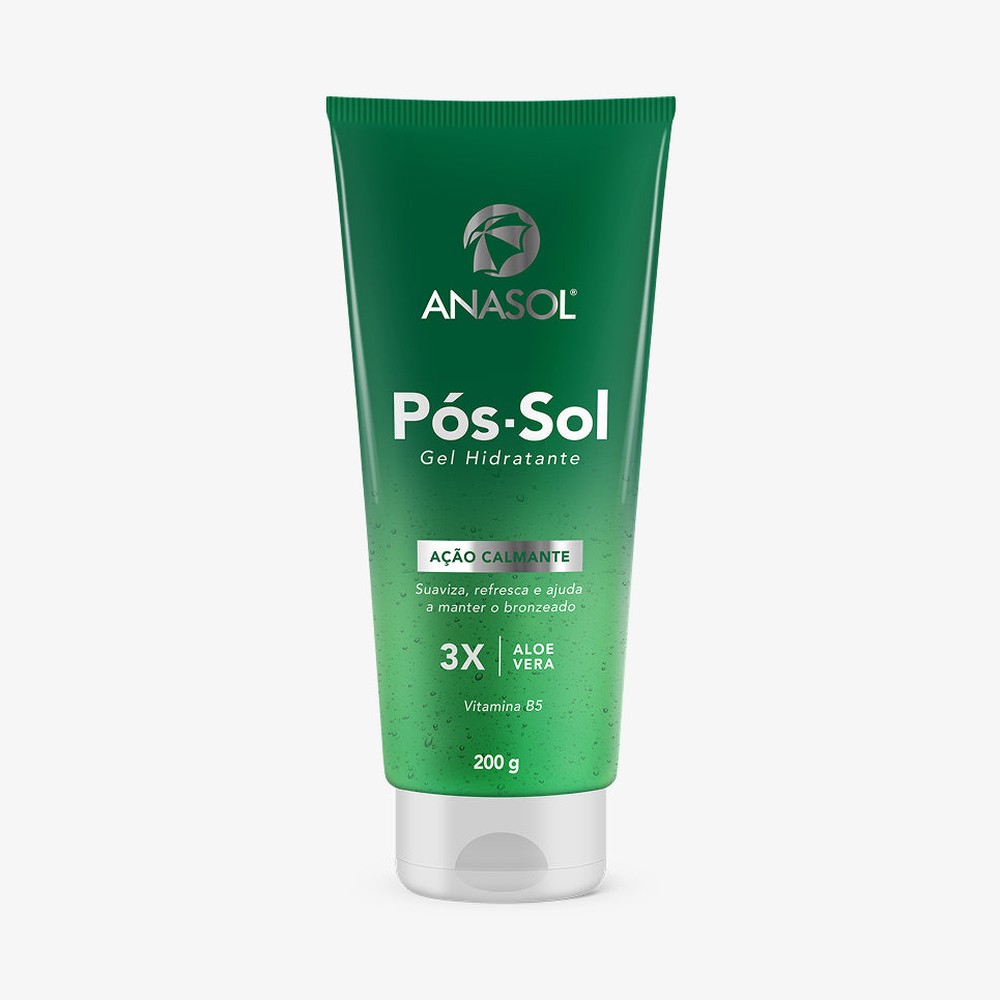 ANASOL®
Pós·Sol
Gel Hidratante
AÇÃO CALMANTE
Suaviza, refresca e ajuda
a manter o bronzeado
3X
ALOE
VERA
Vitamina B5
200 g